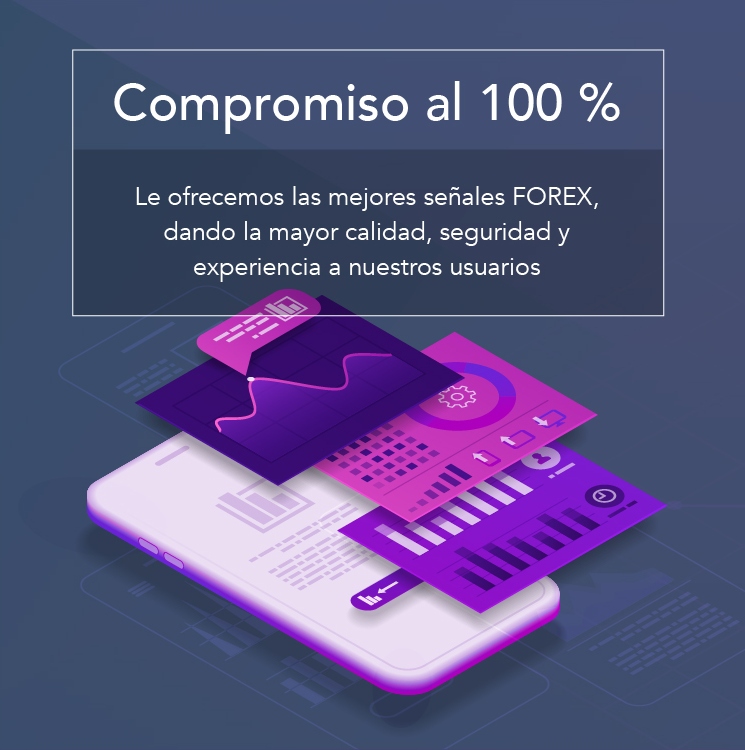 Compromiso al 100 %
Le ofrecemos las mejores señales FOREX,
dando la mayor calidad, seguridad y
experiencia a nuestros usuarios